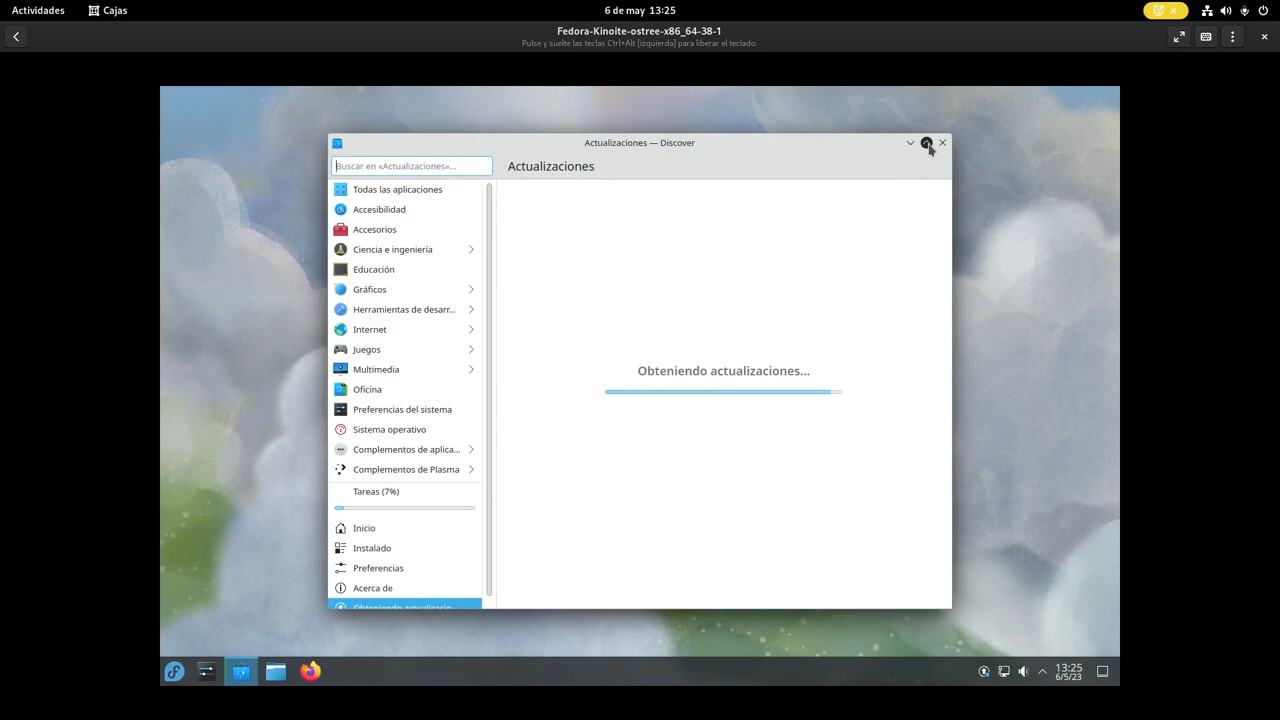 Actividades
Cajas
6 de may 13:25
Fedora-Kinoite-ostree-x86_64-38-1
Pulse y suelte las teclas Ctrl+Alt [izquierda] para liberar el teclado.
Actualizaciones — Discover
Buscar en «Actualizaciones»...
Actualizaciones
Todas las aplicaciones
Accesibilidad
Accesorios
Ciencia e ingeniería
Educación
Gráficos
Herramientas de desarr...
Internet
Juegos
Multimedia
Oficina
Preferencias del sistema
Sistema operativo
Complementos de aplica...
Complementos de Plasma
Tareas (7%)
Inicio
Instalado
Preferencias
Acerca de
Obteniendo actualizacio...
Obteniendo actualizaciones...
13:25
6/5/23